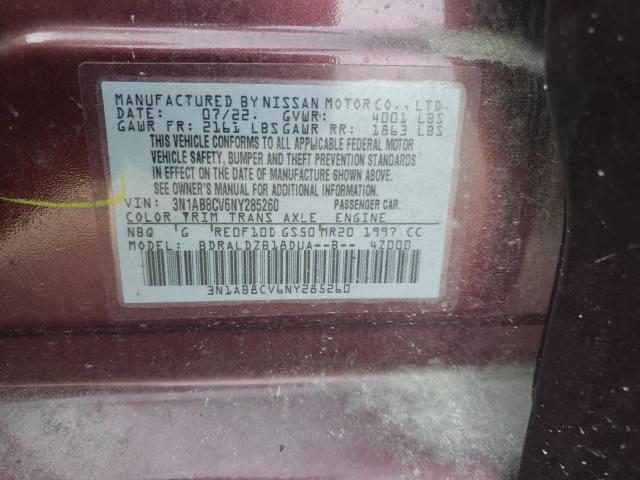 MANUFACTURED BY NISSAN MOTOR CO., LTD.
DATE: 07/22. GVWR: 4001 LBS
GAWR FR: 2161 LBS GAWR RR: 1863 LBS
THIS VEHICLE CONFORMS TO ALL APPLICABLE FEDERAL MOTOR
VEHICLE SAFETY, BUMPER AND THEFT PREVENTION STANDARDS
IN EFFECT ON THE DATE OF MANUFACTURE SHOWN ABOVE.
SEE OWNER'S MANUAL FOR ADDITIONAL INFORMATION.
VIN: 3N1AB8CV6NY285260 PASSENGER CAR.
COLOR TRIM TRANS AXLE ENGINE
NBQ G RE0F10D GS50 MR20 1997 CC
MODEL: BDRALDZB18DUA--B-- 47000
3N1AB8CV6NY285260